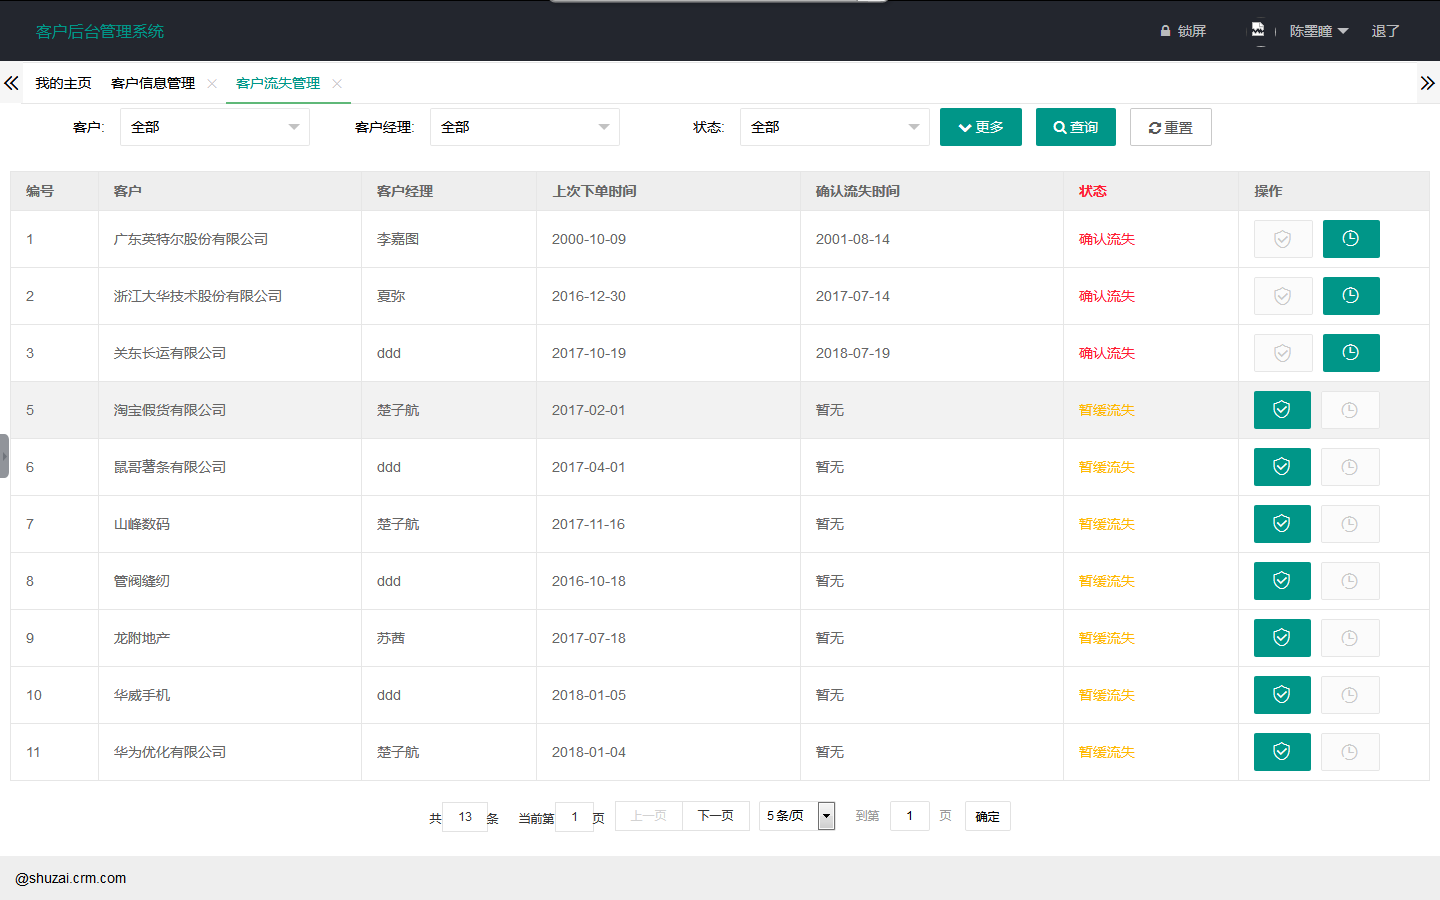 客户后台管理系统 锁屏 陈墨瞳 退了
我的主页 客户信息管理 客户流失管理
客户: 全部 客户经理: 全部 状态: 全部 更多 查询 重置
编号 客户 客户经理 上次下单时间 确认流失时间 状态 操作
1 广东英特尔股份有限公司 李嘉图 2000-10-09 2001-08-14 确认流失
2 浙江大华技术股份有限公司 夏弥 2016-12-30 2017-07-14 确认流失
3 关东长运有限公司 ddd 2017-10-19 2018-07-19 确认流失
5 淘宝假货有限公司 楚子航 2017-02-01 暂无 暂缓流失
6 鼠哥薯条有限公司 ddd 2017-04-01 暂无 暂缓流失
7 山峰数码 楚子航 2017-11-16 暂无 暂缓流失
8 管阀缝纫 ddd 2016-10-18 暂无 暂缓流失
9 龙附地产 苏茜 2017-07-18 暂无 暂缓流失
10 华威手机 ddd 2018-01-05 暂无 暂缓流失
11 华为优化有限公司 楚子航 2018-01-04 暂无 暂缓流失
共 13 条 当前第 1 页 上一页 下一页 5 条/页 到第 1 页 确定
@shuzai.crm.com